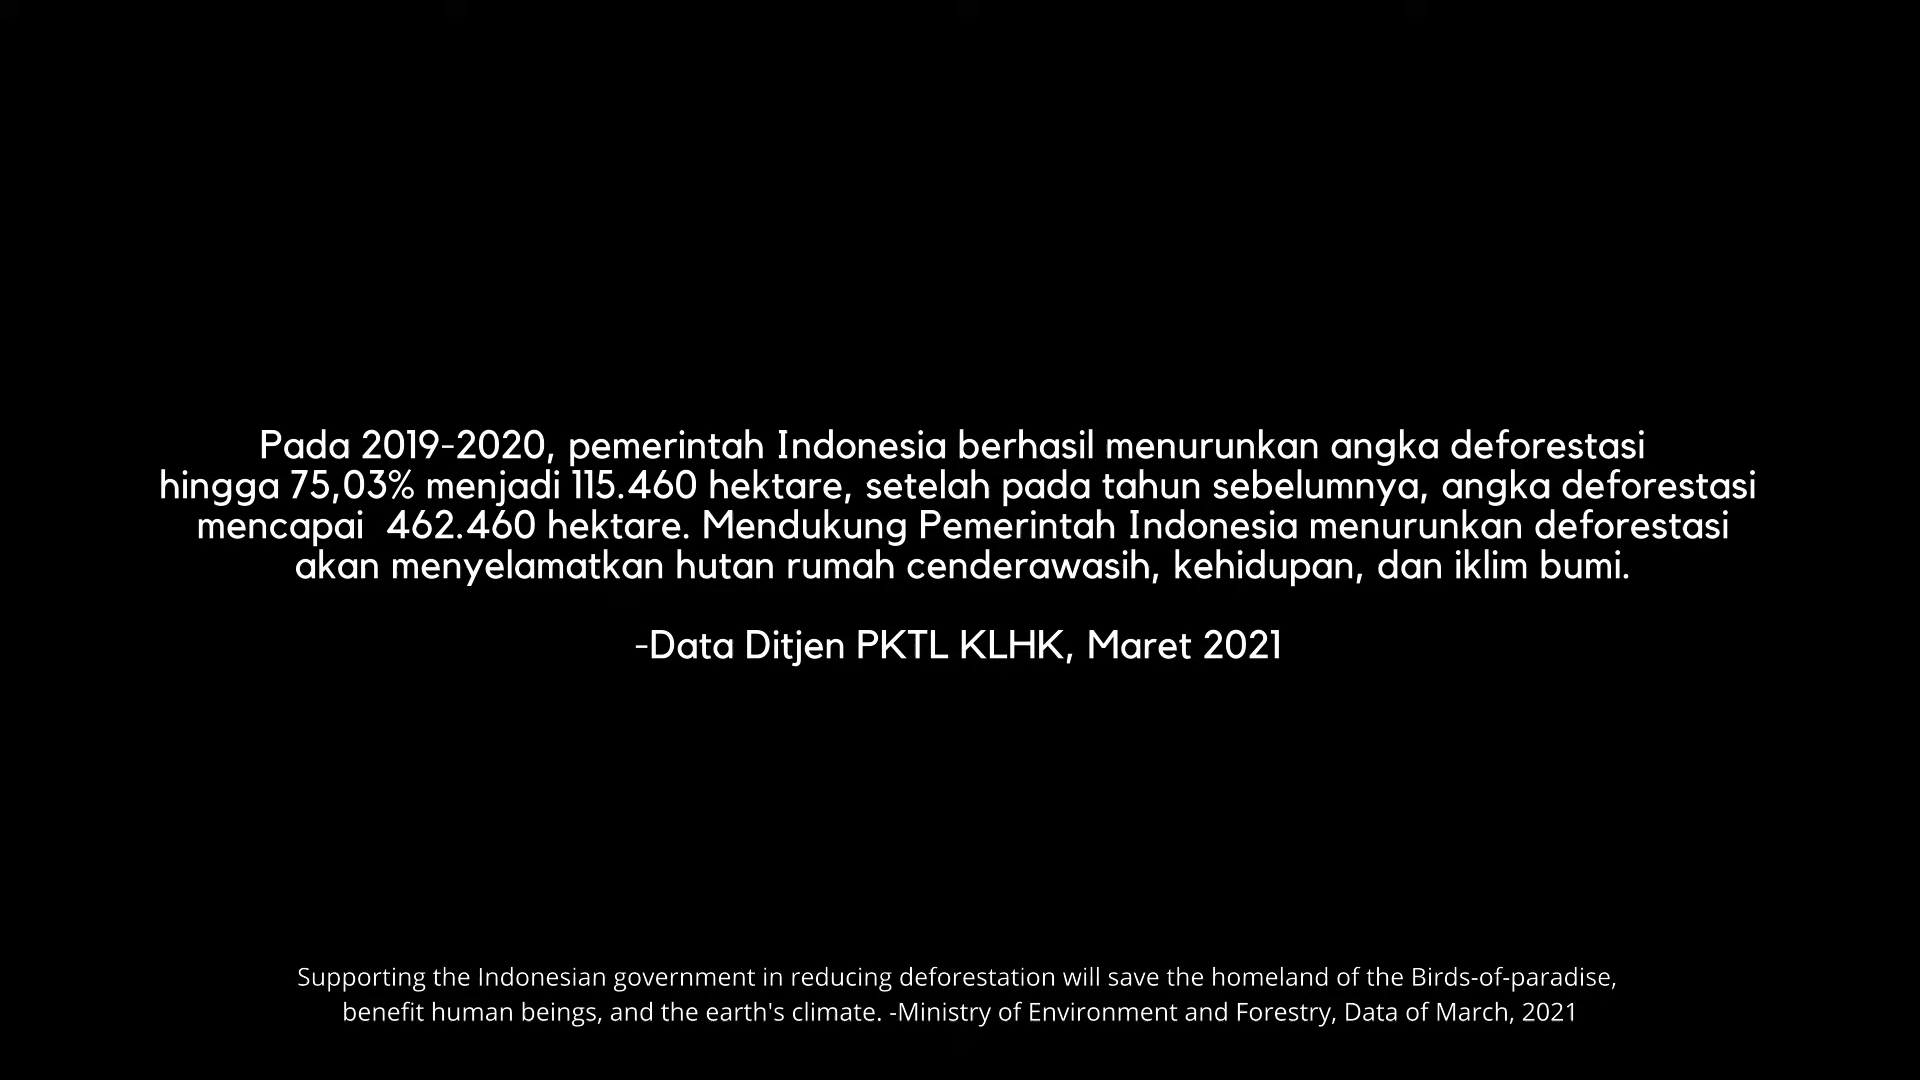 Pada 2019-2020, pemerintah Indonesia berhasil menurunkan angka deforestasi
hingga 75,03% menjadi 115.460 hektare, setelah pada tahun sebelumnya, angka deforestasi
mencapai  462.460 hektare. Mendukung Pemerintah Indonesia menurunkan deforestasi
akan menyelamatkan hutan rumah cenderawasih, kehidupan, dan iklim bumi.
-Data Ditjen PKTL KLHK, Maret 2021
Supporting the Indonesian government in reducing deforestation will save the homeland of the Birds-of-paradise,
benefit human beings, and the earth's climate. -Ministry of Environment and Forestry, Data of March, 2021